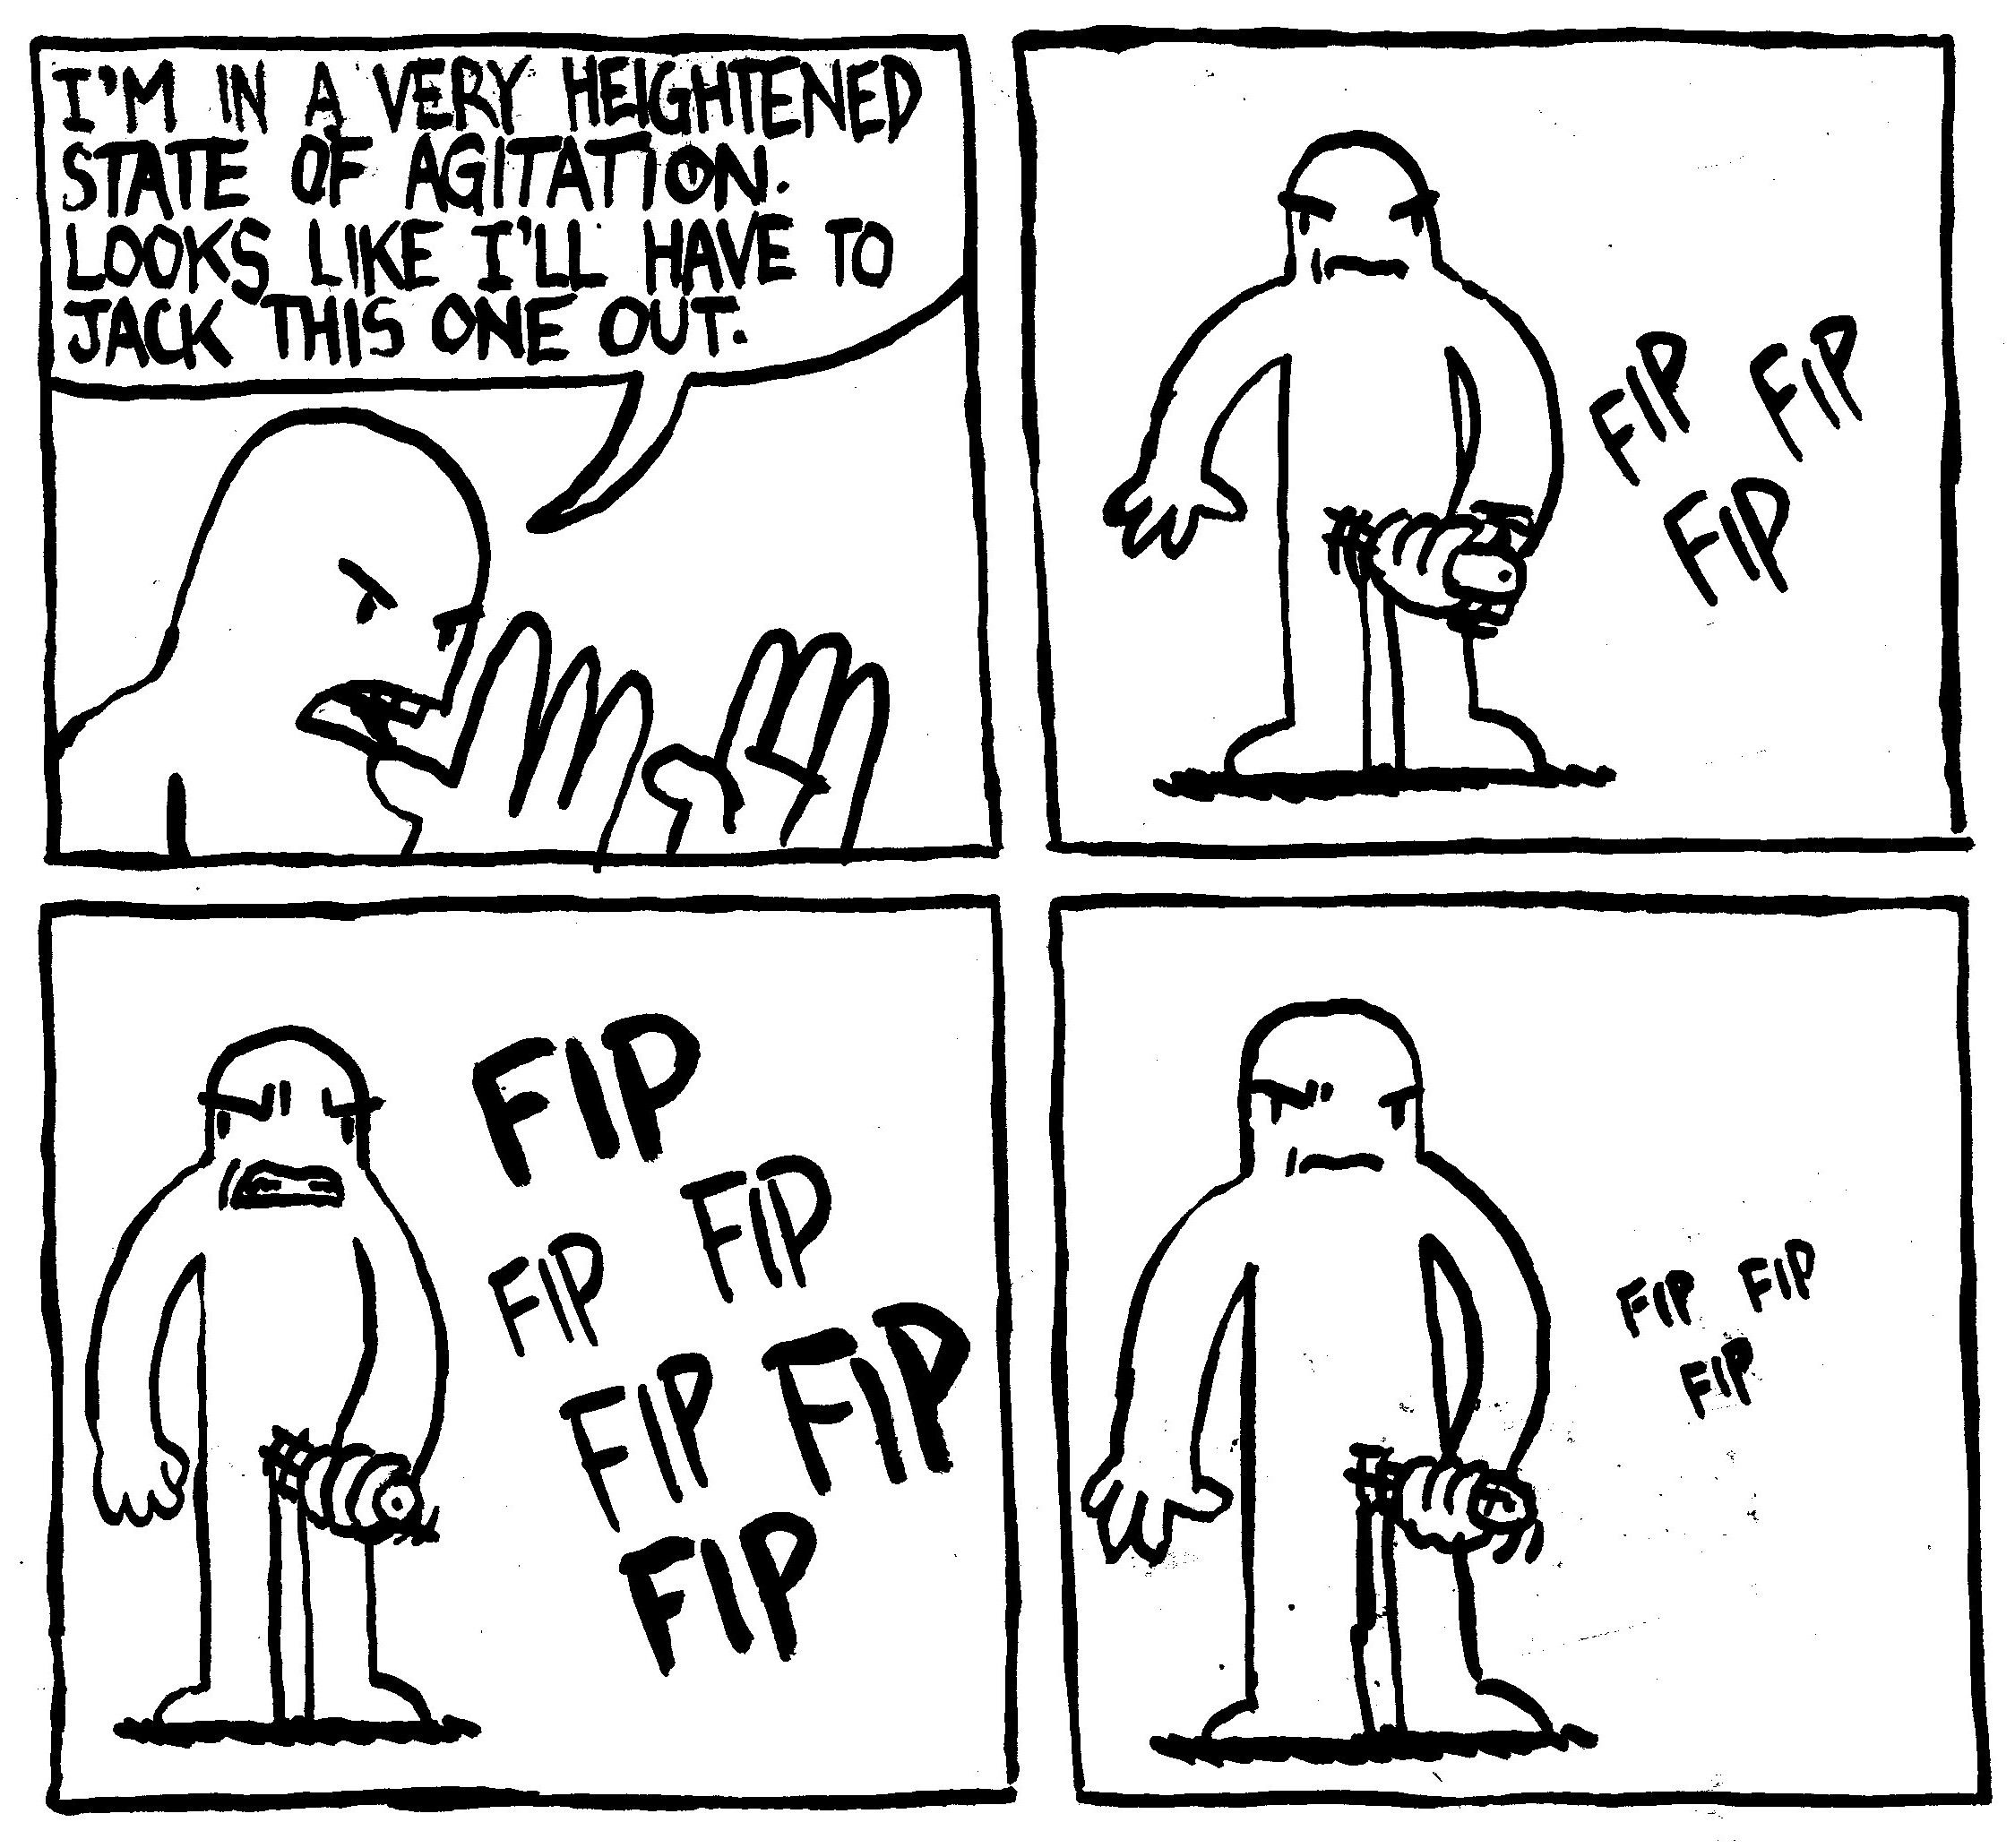 I'M IN A VERY HEIGHTENED
STATE OF AGITATION.
LOOKS LIKE I'LL HAVE TO
JACK THIS ONE OUT.
FIP FIP
FIP
FIP
FIP
FIP
FIP FIP
FIP
FIP FIP
FIP